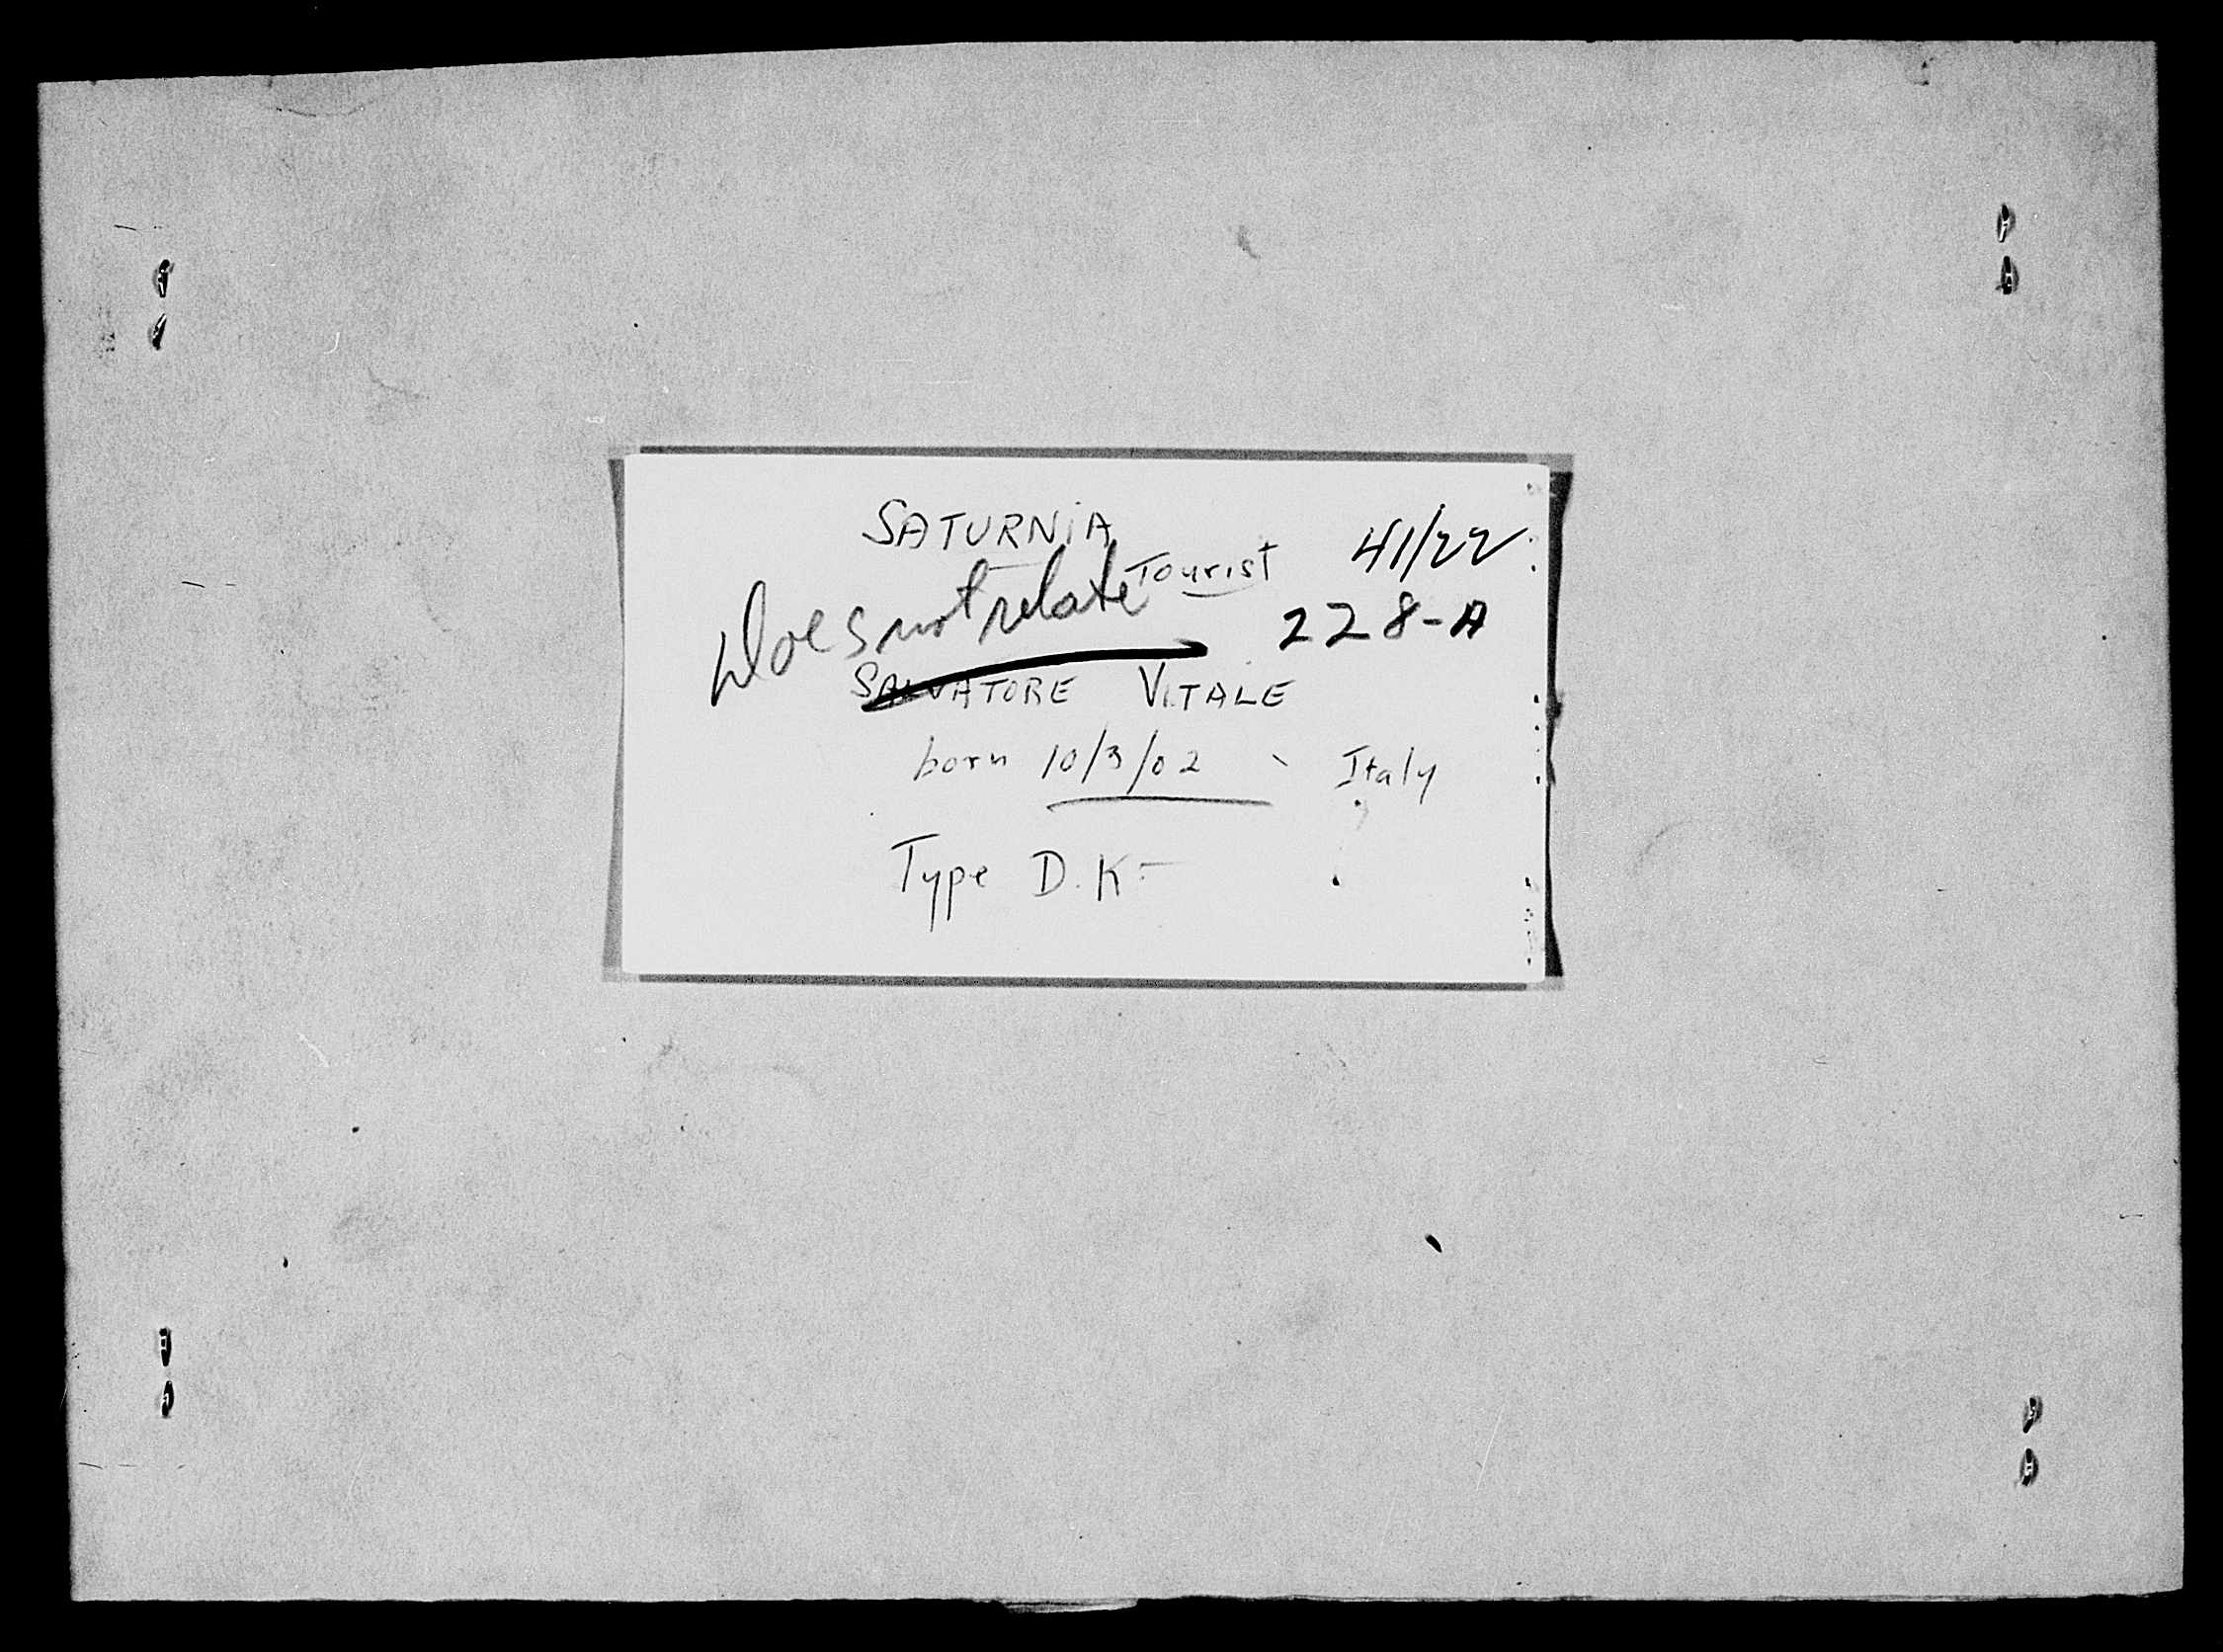 SATURNIA
Tourist 41/22
Does not relate 228-A
SALVATORE VITALE
born 10/3/02 Italy
Type D.K-